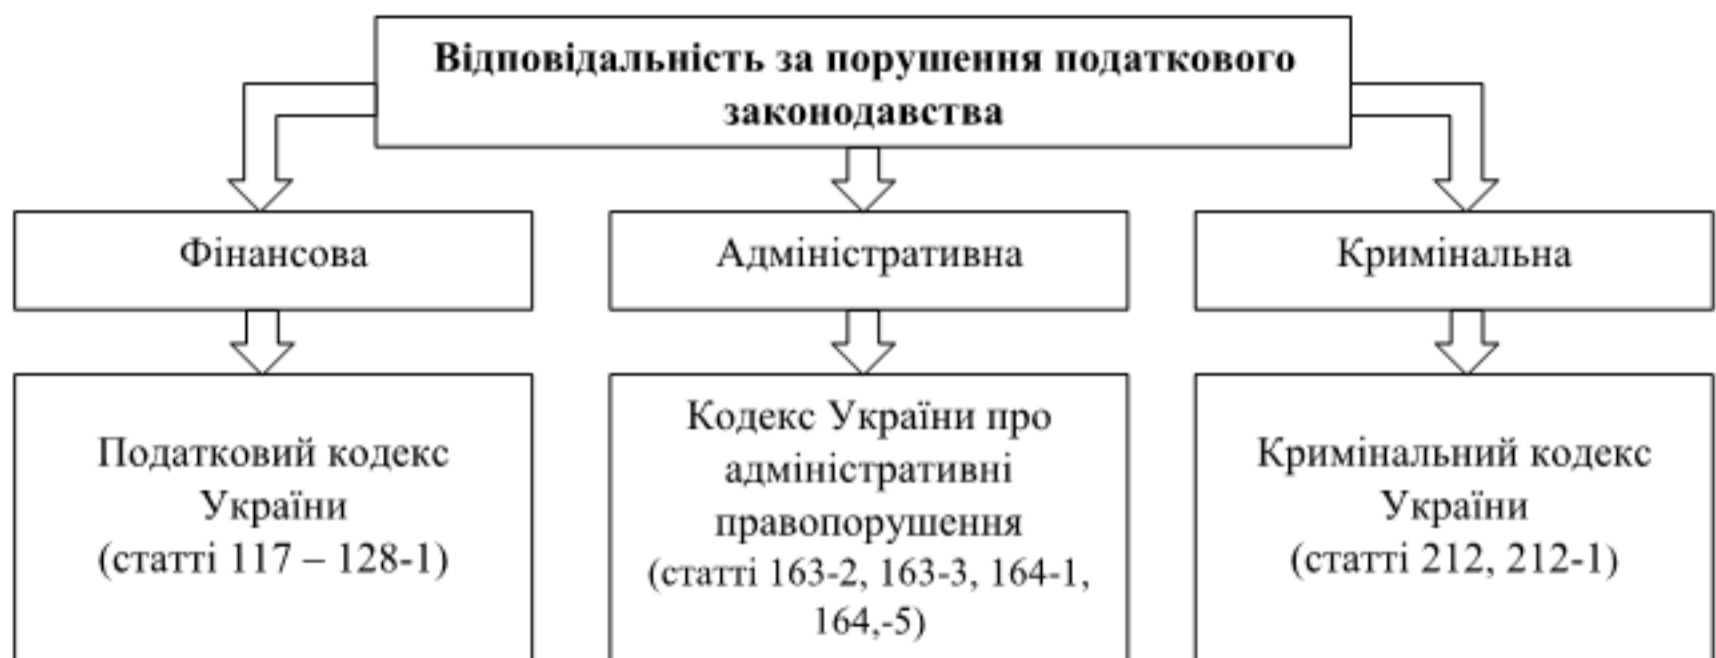 Відповідальність за порушення податкового
законодавства
Фінансова
Адміністративна
Кримінальна
Податковий кодекс
України
(статті 117 – 128-1)
Кодекс України про
адміністративні
правопорушення
(статті 163-2, 163-3, 164-1,
164,-5)
Кримінальний кодекс
України
(статті 212, 212-1)